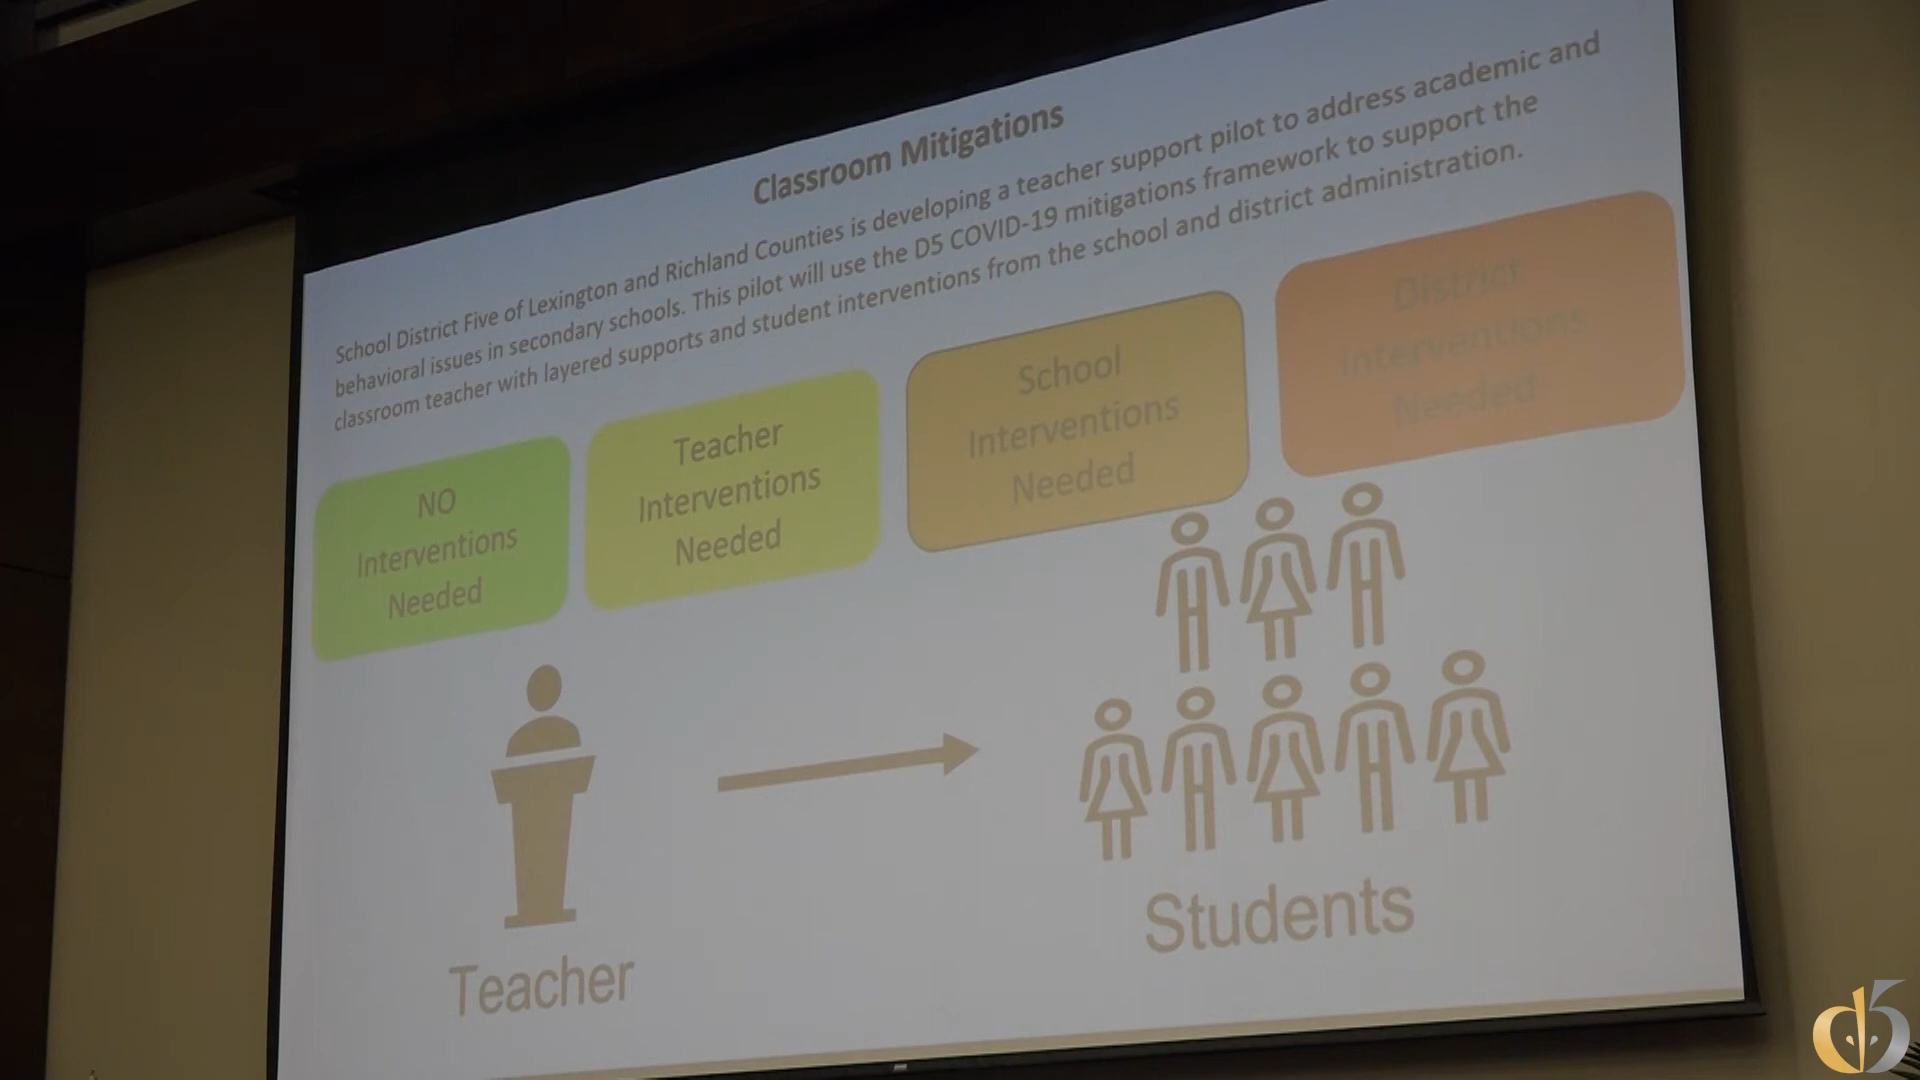 Classroom Mitigations
School District Five of Lexington and Richland Counties is developing a teacher support pilot to address academic and
behavioral issues in secondary schools. This pilot will use the D5 COVID-19 mitigations framework to support the
classroom teacher with layered supports and student interventions from the school and district administration.
NO
Interventions
Needed
Teacher
Interventions
Needed
School
Interventions
Needed
District
Interventions
Needed
Teacher
Students
d5